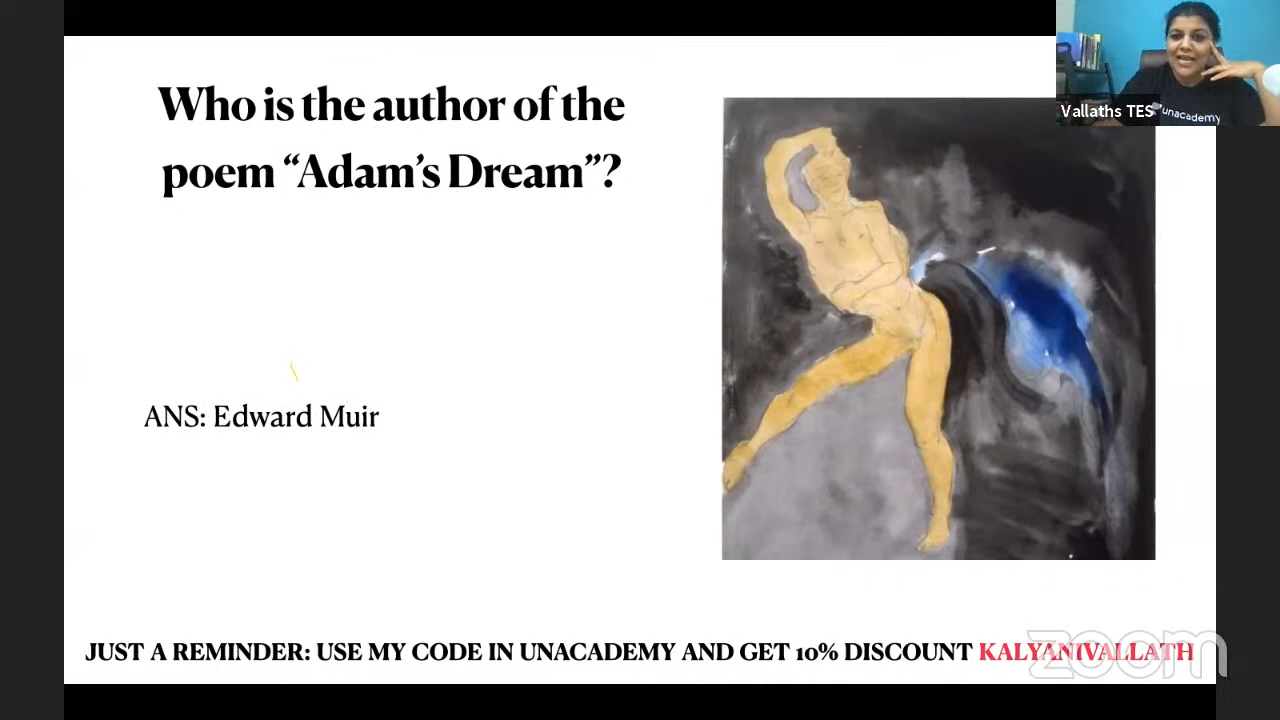 Vallaths TES
unacademy
Who is the author of the
poem “Adam’s Dream”?
ANS: Edward Muir
JUST A REMINDER: USE MY CODE IN UNACADEMY AND GET 10% DISCOUNT KALYANIVALLATH
zoom